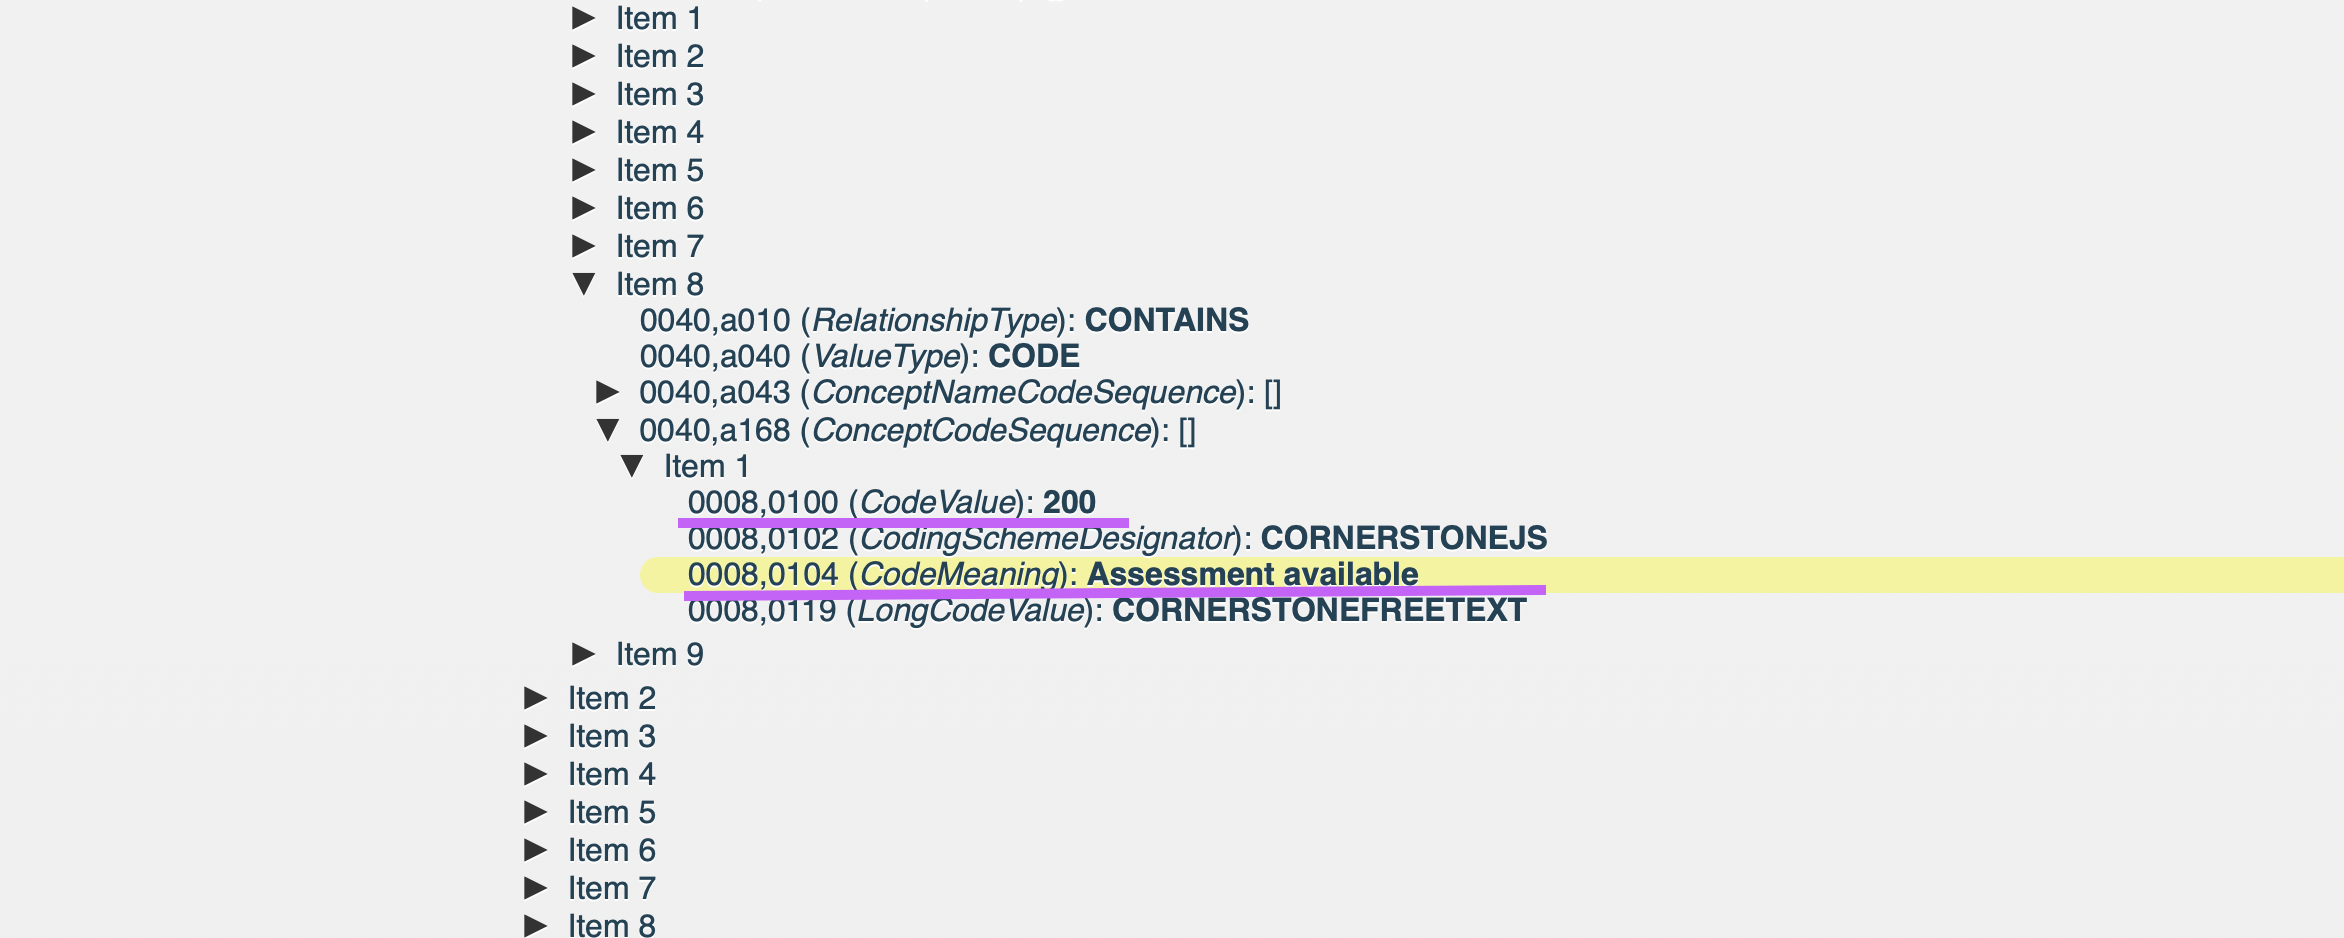 Item 1
Item 2
Item 3
Item 4
Item 5
Item 6
Item 7
Item 8
0040,a010 (RelationshipType): CONTAINS
0040,a040 (ValueType): CODE
0040,a043 (ConceptNameCodeSequence): []
0040,a168 (ConceptCodeSequence): []
Item 1
0008,0100 (CodeValue): 200
0008,0102 (CodingSchemeDesignator): CORNERSTONEJS
0008,0104 (CodeMeaning): Assessment available
0008,0119 (LongCodeValue): CORNERSTONEFREETEXT
Item 9
Item 2
Item 3
Item 4
Item 5
Item 6
Item 7
Item 8